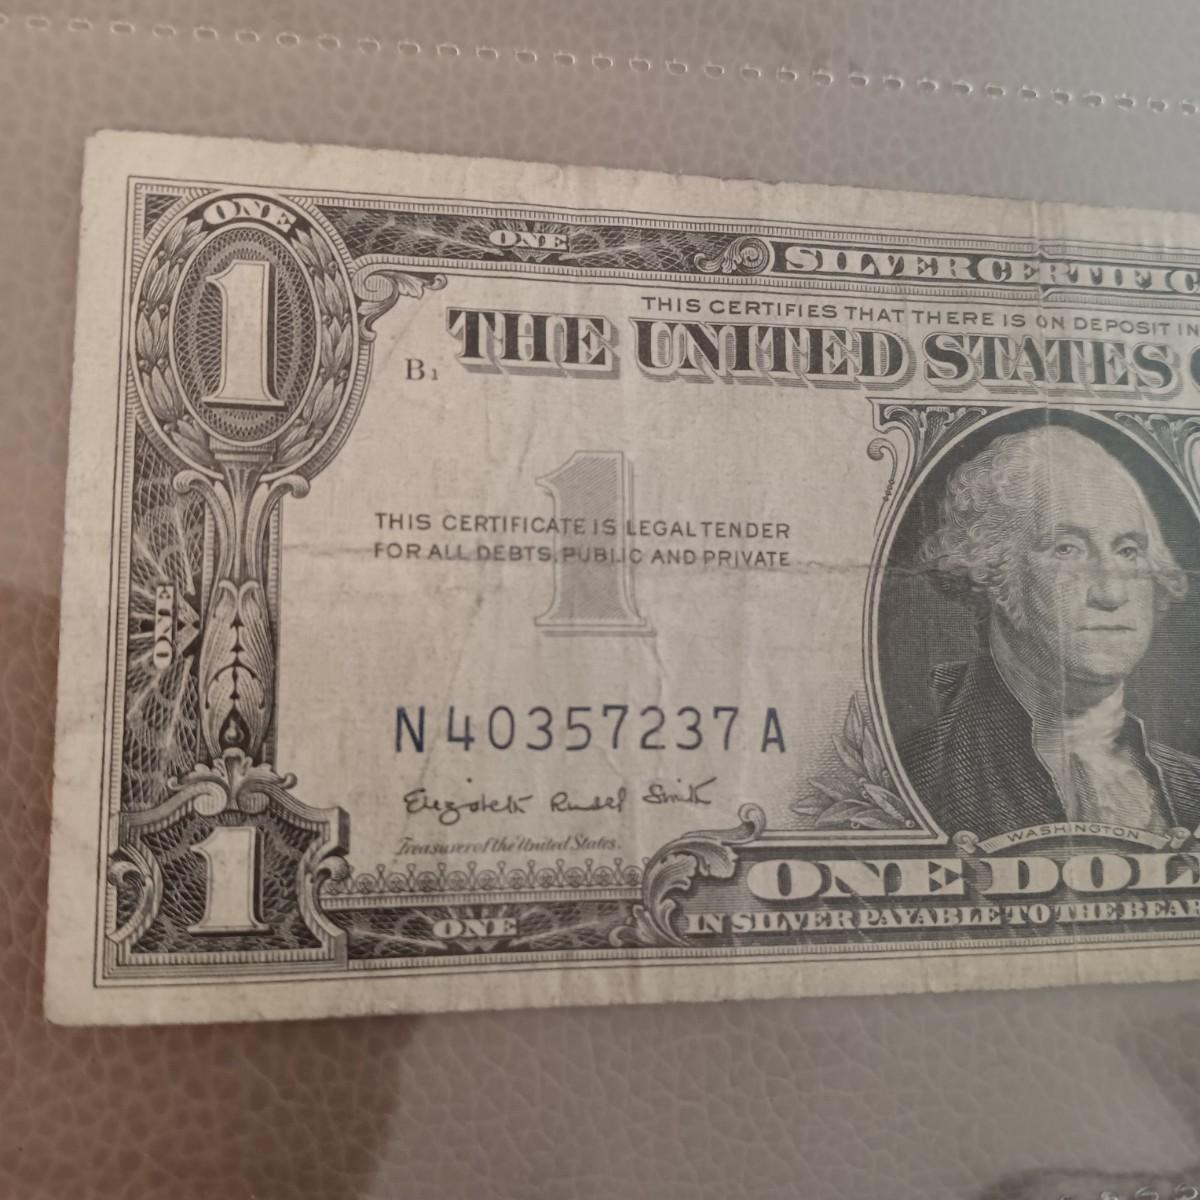 ONE
1
ONE
SILVER CERTIFIC
THIS CERTIFIES THAT THERE IS ON DEPOSIT IN
THE UNITED STATES
B1
1
THIS CERTIFICATE IS LEGAL TENDER
FOR ALL DEBTS, PUBLIC AND PRIVATE
ONE
N 40357237 A
Elizabeth Rudel Smith
Treasurer of the United States.
WASHINGTON
1
ONE DOL
ONE
IN SILVER PAYABLE TO THE BEAR